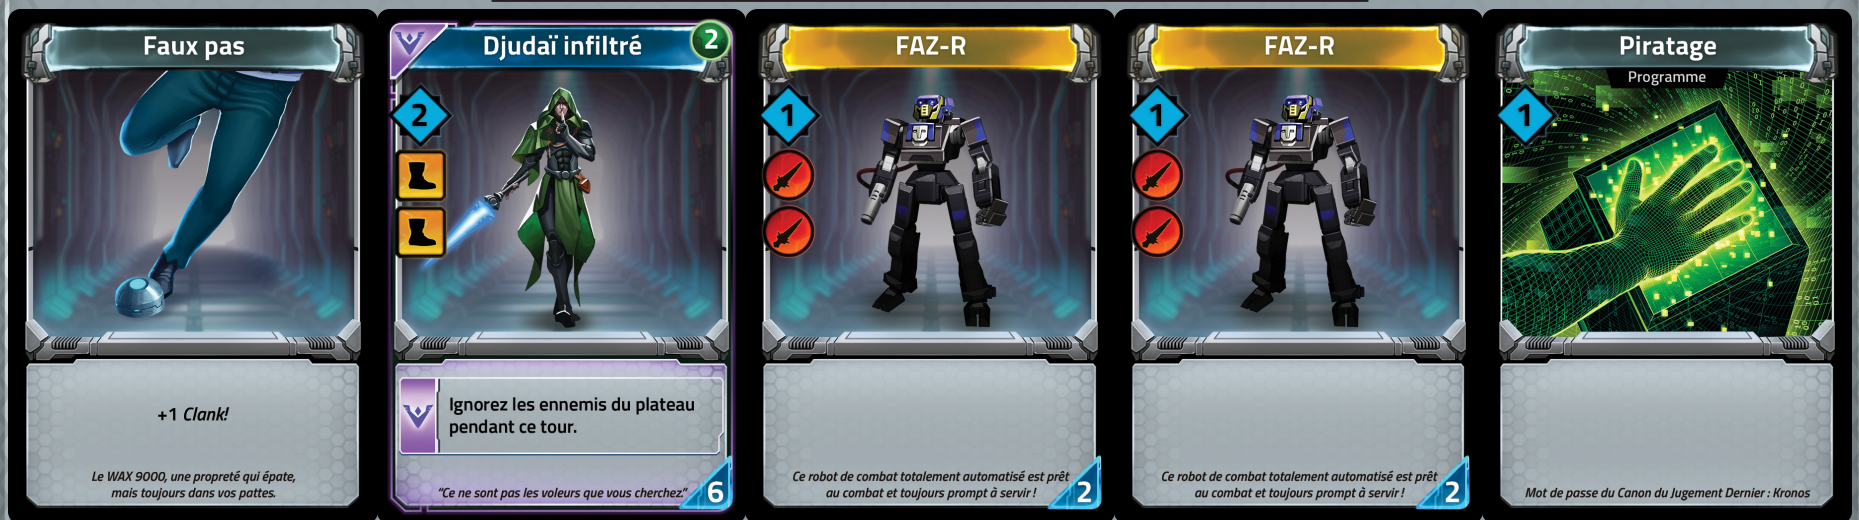 Faux pas
+1 Clank!
Le WAX 9000, une propreté qui épate,
mais toujours dans vos pattes.
Djudaï infiltré
2
2
Ignorez les ennemis du plateau
pendant ce tour.
"Ce ne sont pas les voleurs que vous cherchez."
6
FAZ-R
1
Ce robot de combat totalement automatisé est prêt
au combat et toujours prompt à servir !
2
FAZ-R
1
Ce robot de combat totalement automatisé est prêt
au combat et toujours prompt à servir !
2
Piratage
Programme
1
Mot de passe du Canon du Jugement Dernier : Kronos